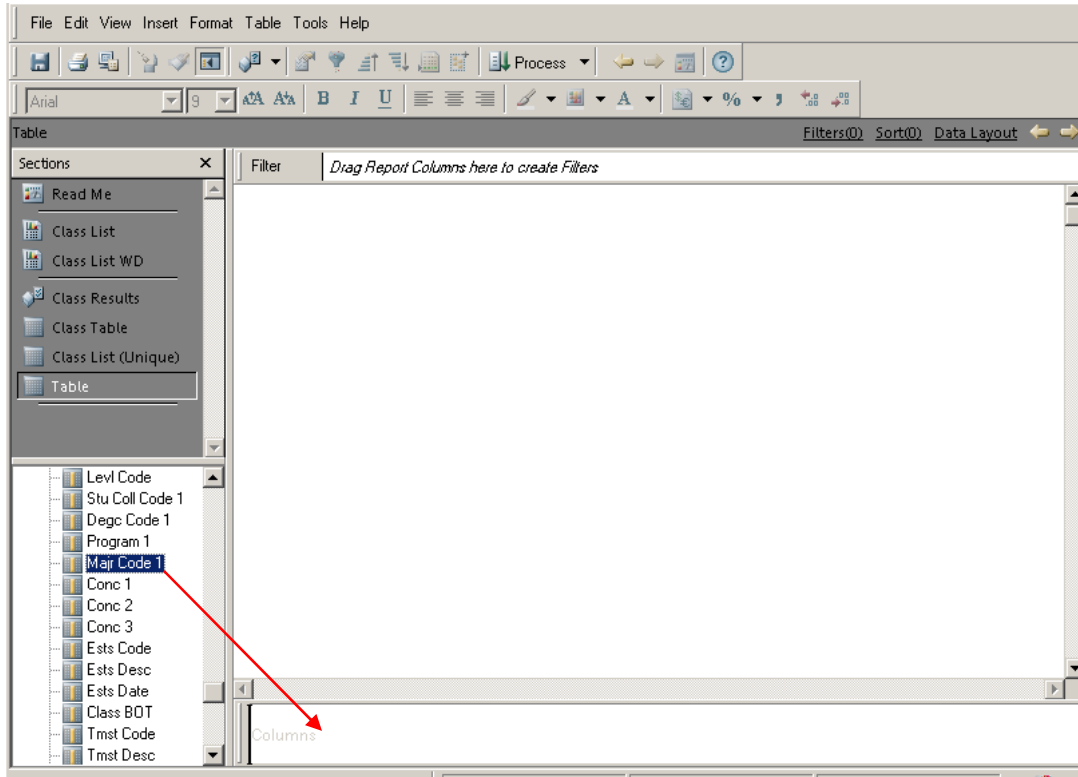 File Edit View Insert Format Table Tools Help
Process
Arial 9 B I U A %
Table Filters(0) Sort(0) Data Layout
Sections
Filter Drag Report Columns here to create Filters
Read Me
Class List
Class List WD
Class Results
Class Table
Class List (Unique)
Table
Levl Code
Stu Coll Code 1
Degc Code 1
Program 1
Majr Code 1
Conc 1
Conc 2
Conc 3
Ests Code
Ests Desc
Ests Date
Class BOT
Tmst Code
Tmst Desc
Columns